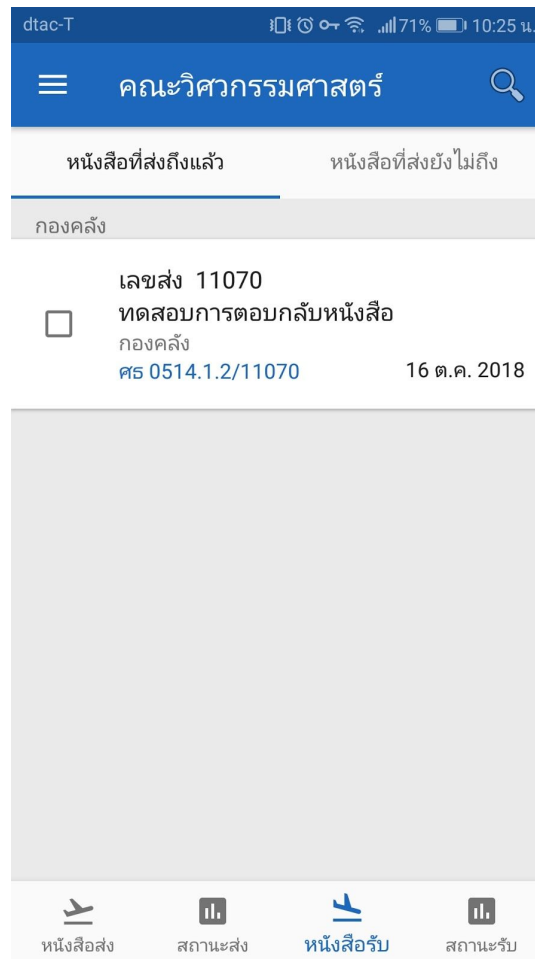 dtac-T 71% 10:25 น.
คณะวิศวกรรมศาสตร์
หนังสือที่ส่งถึงแล้ว หนังสือที่ส่งยังไม่ถึง
กองคลัง
เลขส่ง 11070
ทดสอบการตอบกลับหนังสือ
กองคลัง
ศธ 0514.1.2/11070 16 ต.ค. 2018
หนังสือส่ง สถานะส่ง หนังสือรับ สถานะรับ